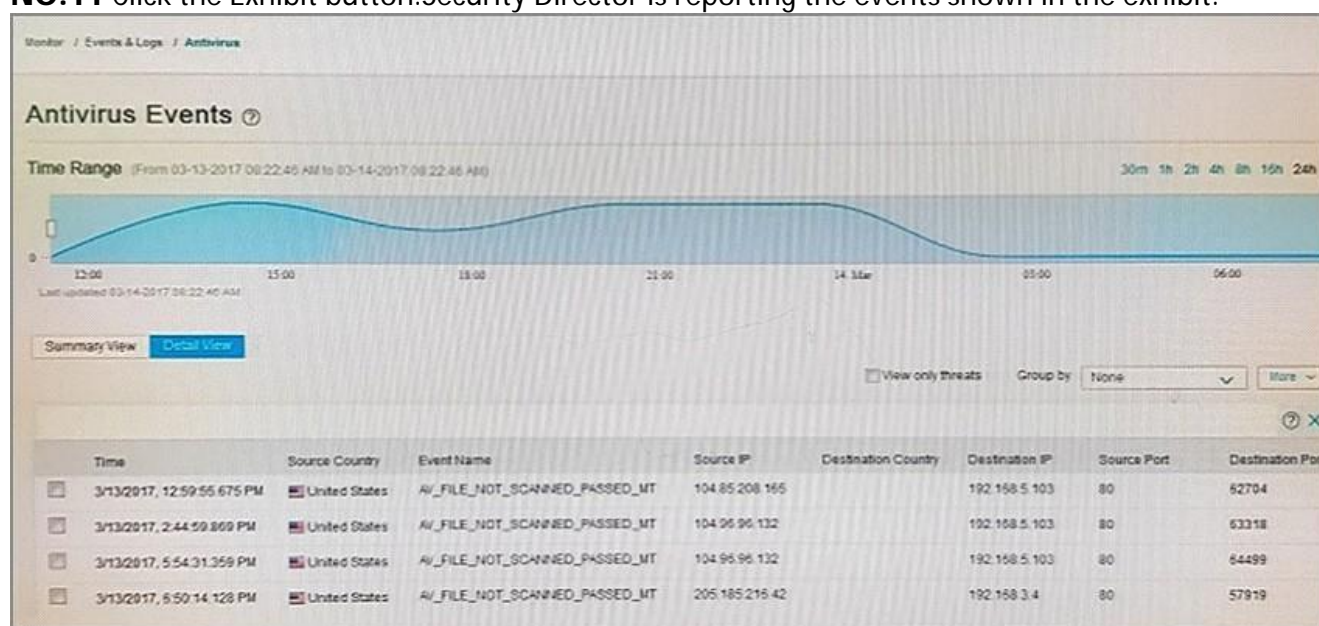 NO: 11 Click the Exhibit button.Security Director is reporting the events shown in the exhibit.
Monitor / Events & Logs / Antivirus
Antivirus Events ?
Time Range (From 03-13-2017 08:22:46 AM to 03-14-2017 08:22:46 AM)
30m 1h 2h 4h 8h 16h 24h
0
12:00 15:00 18:00 21:00 14. Mar 03:00 06:00
Last updated 03-14-2017 08:22:46 AM
Summary View Detail View
View only threats Group by None More
?
Time Source Country Event Name Source IP Destination Country Destination IP Source Port Destination Por
3/13/2017, 12:59:55.675 PM United States AV_FILE_NOT_SCANNED_PASSED_MT 104.85.208.165 192.168.5.103 80 62704
3/13/2017, 2:44:59.869 PM United States AV_FILE_NOT_SCANNED_PASSED_MT 104.96.96.132 192.168.5.103 80 63318
3/13/2017, 5:54:31.359 PM United States AV_FILE_NOT_SCANNED_PASSED_MT 104.96.96.132 192.168.5.103 80 64499
3/13/2017, 6:50:14.128 PM United States AV_FILE_NOT_SCANNED_PASSED_MT 205.185.216.42 192.168.3.4 80 57919